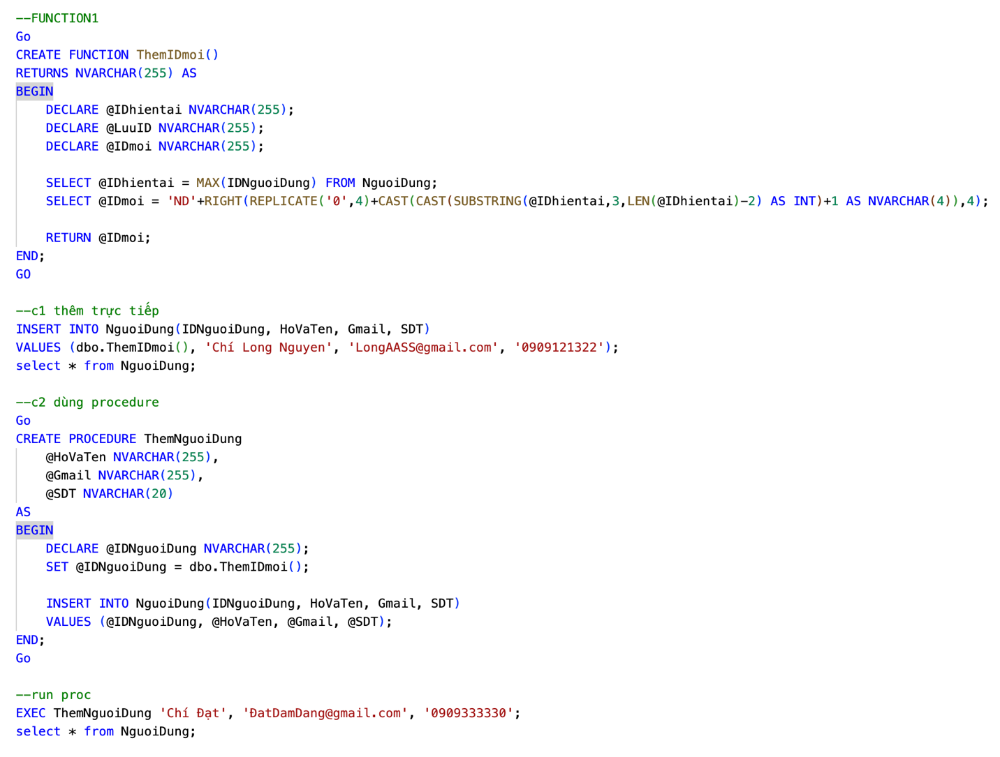 --FUNCTION1
Go
CREATE FUNCTION ThemIDmoi()
RETURNS NVARCHAR(255) AS
BEGIN
    DECLARE @IDhientai NVARCHAR(255);
    DECLARE @LuuID NVARCHAR(255);
    DECLARE @IDmoi NVARCHAR(255);

    SELECT @IDhientai = MAX(IDNguoiDung) FROM NguoiDung;
    SELECT @IDmoi = 'ND'+RIGHT(REPLICATE('0',4)+CAST(CAST(SUBSTRING(@IDhientai,3,LEN(@IDhientai)-2) AS INT)+1 AS NVARCHAR(4)),4);

    RETURN @IDmoi;
END;
GO

--c1 thêm trực tiếp
INSERT INTO NguoiDung(IDNguoiDung, HoVaTen, Gmail, SDT)
VALUES (dbo.ThemIDmoi(), 'Chí Long Nguyen', 'LongAASS@gmail.com', '0909121322');
select * from NguoiDung;

--c2 dùng procedure
Go
CREATE PROCEDURE ThemNguoiDung
    @HoVaTen NVARCHAR(255),
    @Gmail NVARCHAR(255),
    @SDT NVARCHAR(20)
AS
BEGIN
    DECLARE @IDNguoiDung NVARCHAR(255);
    SET @IDNguoiDung = dbo.ThemIDmoi();

    INSERT INTO NguoiDung(IDNguoiDung, HoVaTen, Gmail, SDT)
    VALUES (@IDNguoiDung, @HoVaTen, @Gmail, @SDT);
END;
Go

--run proc
EXEC ThemNguoiDung 'Chí Đạt', 'ĐatDamDang@gmail.com', '0909333330';
select * from NguoiDung;